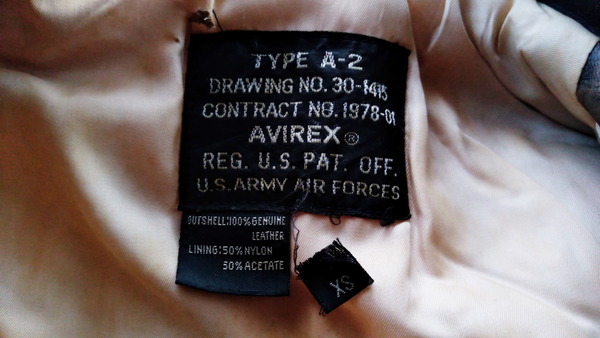 TYPE A-2
DRAWING NO. 30-1415
CONTRACT NO. 1978-01
AVIREX®
REG. U.S. PAT. OFF.
U.S. ARMY AIR FORCES
OUTSHELL:100% GENUINE
LEATHER
LINING:50% NYLON
50% ACETATE
XS